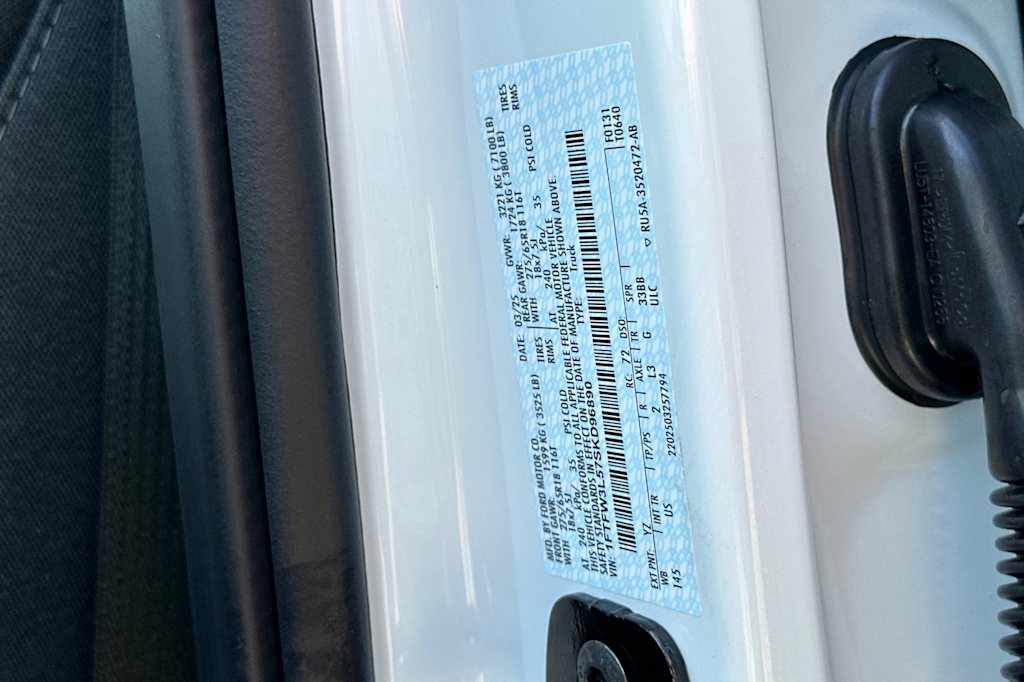 MFD. BY FORD MOTOR CO.
DATE: 03/25 GVWR: 3221 KG ( 7100 LB)
FRONT GAWR: 1599 KG ( 3525 LB)
REAR GAWR: 1724 KG ( 3800 LB)
WITH 275/65R18 116T TIRES
WITH 275/65R18 116T TIRES
18x7.5J RIMS
18x7.5J RIMS
AT 240 kPa/ 35 PSI COLD
AT 240 kPa/ 35 PSI COLD
THIS VEHICLE CONFORMS TO ALL APPLICABLE FEDERAL MOTOR VEHICLE
SAFETY STANDARDS IN EFFECT ON THE DATE OF MANUFACTURE SHOWN ABOVE.
VIN: 1FTFW3L57SKD96890 TYPE: Truck
F0131
T0640
EXT PNT: YZ RC: 72 DSO:
WB INT TR TP/PS R AXLE TR SPR
145 US 2 L3 G 33BB
ULC RU5A-3520472-AB
2202503257794